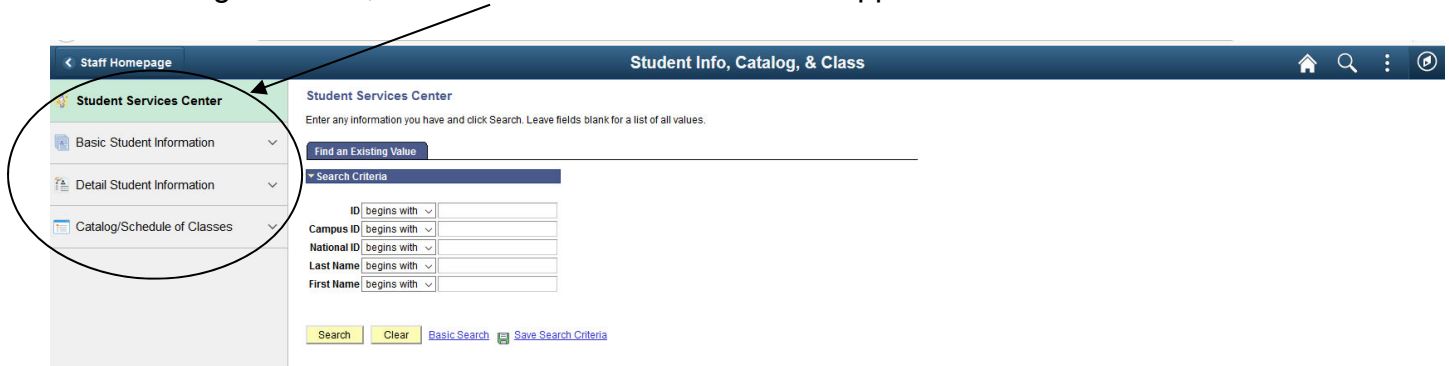 Staff Homepage
Student Info, Catalog, & Class
Student Services Center
Basic Student Information
Detail Student Information
Catalog/Schedule of Classes
Student Services Center
Enter any information you have and click Search. Leave fields blank for a list of all values.
Find an Existing Value
Search Criteria
ID begins with
Campus ID begins with
National ID begins with
Last Name begins with
First Name begins with
Search Clear Basic Search Save Search Criteria